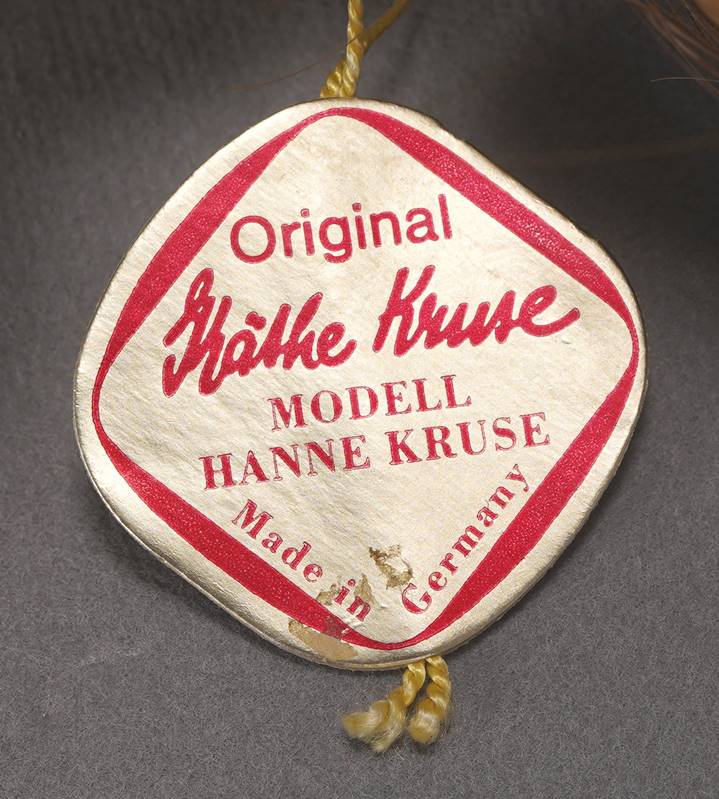 Original
Käthe Kruse
MODELL
HANNE KRUSE
Made in Germany